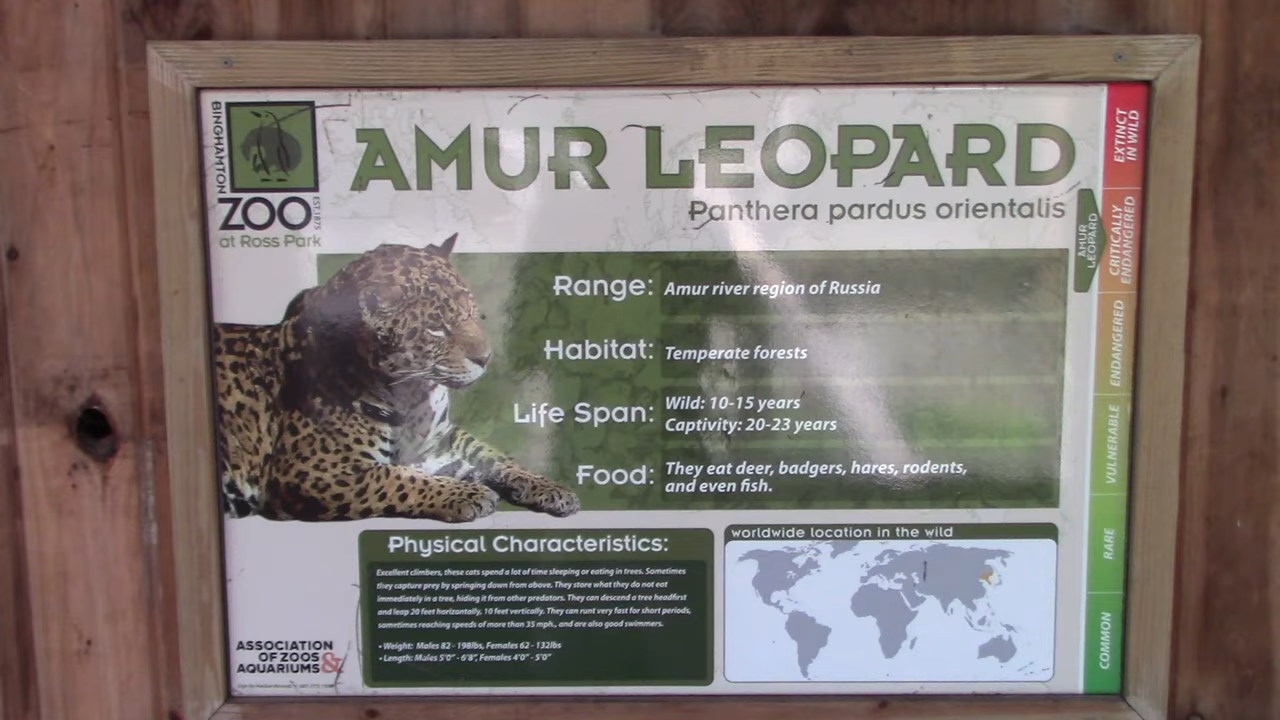 BINGHAMTON
ZOO
EST.1875
at Ross Park
AMUR LEOPARD
Panthera pardus orientalis
Range: Amur river region of Russia
Habitat: Temperate forests
Life Span: Wild: 10-15 years
Captivity: 20-23 years
Food: They eat deer, badgers, hares, rodents,
and even fish.
Physical Characteristics:
Excellent climbers, these cats spend a lot of time sleeping or eating in trees. Sometimes
they capture prey by springing down from above. They store what they do not eat
immediately in a tree, hiding it from other predators. They can descend a tree headfirst
and leap 20 feet horizontally, 10 feet vertically. They can runt very fast for short periods,
sometimes reaching speeds of more than 35 mph., and are also good swimmers.
• Weight: Males 82 - 198lbs, Females 62 - 132lbs
• Length: Males 5'0" - 6'8", Females 4'0" - 5'0"
worldwide location in the wild
ASSOCIATION
OF ZOOS
AQUARIUMS &
EXTINCT
IN WILD
AMUR
LEOPARD
CRITICALLY
ENDANGERED
ENDANGERED
VULNERABLE
RARE
COMMON